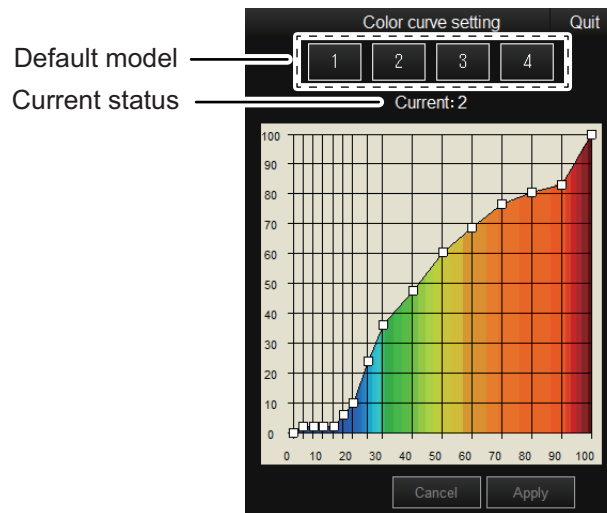 Color curve setting Quit
Default model 1 2 3 4
Current status Current: 2
100
90
80
70
60
50
40
30
20
10
0
0 10 20 30 40 50 60 70 80 90 100
Cancel Apply